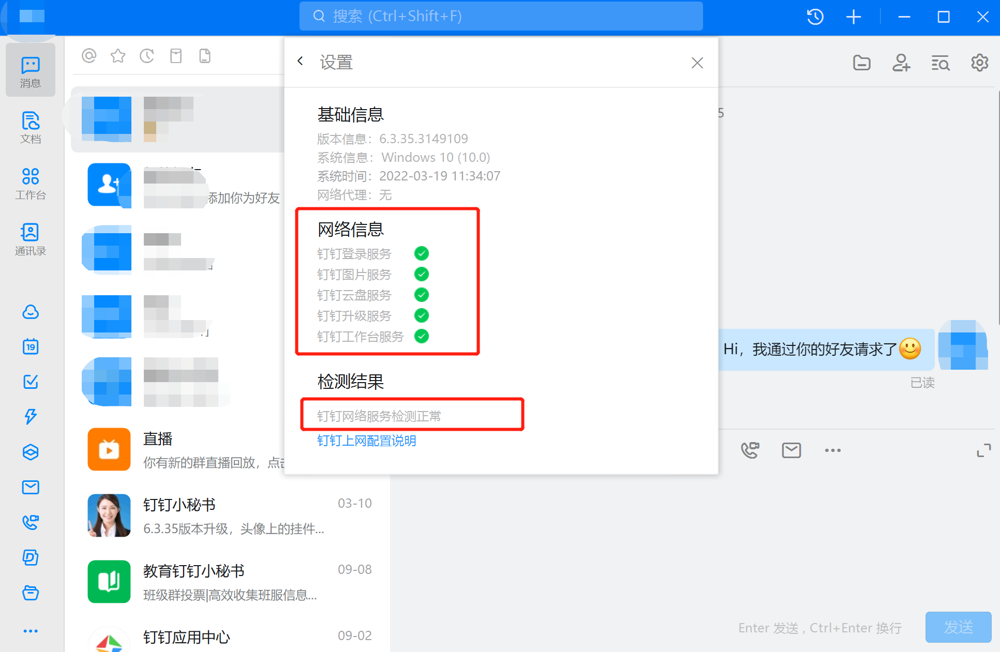 搜索 (Ctrl+Shift+F)
消息
文档
工作台
通讯录
19
添加你为好友
直播
你有新的群直播回放，点击
钉钉小秘书
03-10
6.3.35版本升级，头像上的挂件...
教育钉钉小秘书
09-08
班级群投票|高效收集班服信息...
钉钉应用中心
09-02
设置
基础信息
版本信息：6.3.35.3149109
系统信息：Windows 10 (10.0)
系统时间：2022-03-19 11:34:07
网络代理：无
网络信息
钉钉登录服务
钉钉图片服务
钉钉云盘服务
钉钉升级服务
钉钉工作台服务
检测结果
钉钉网络服务检测正常
钉钉上网配置说明
5
Hi，我通过你的好友请求了
已读
Enter 发送 , Ctrl+Enter 换行
发送